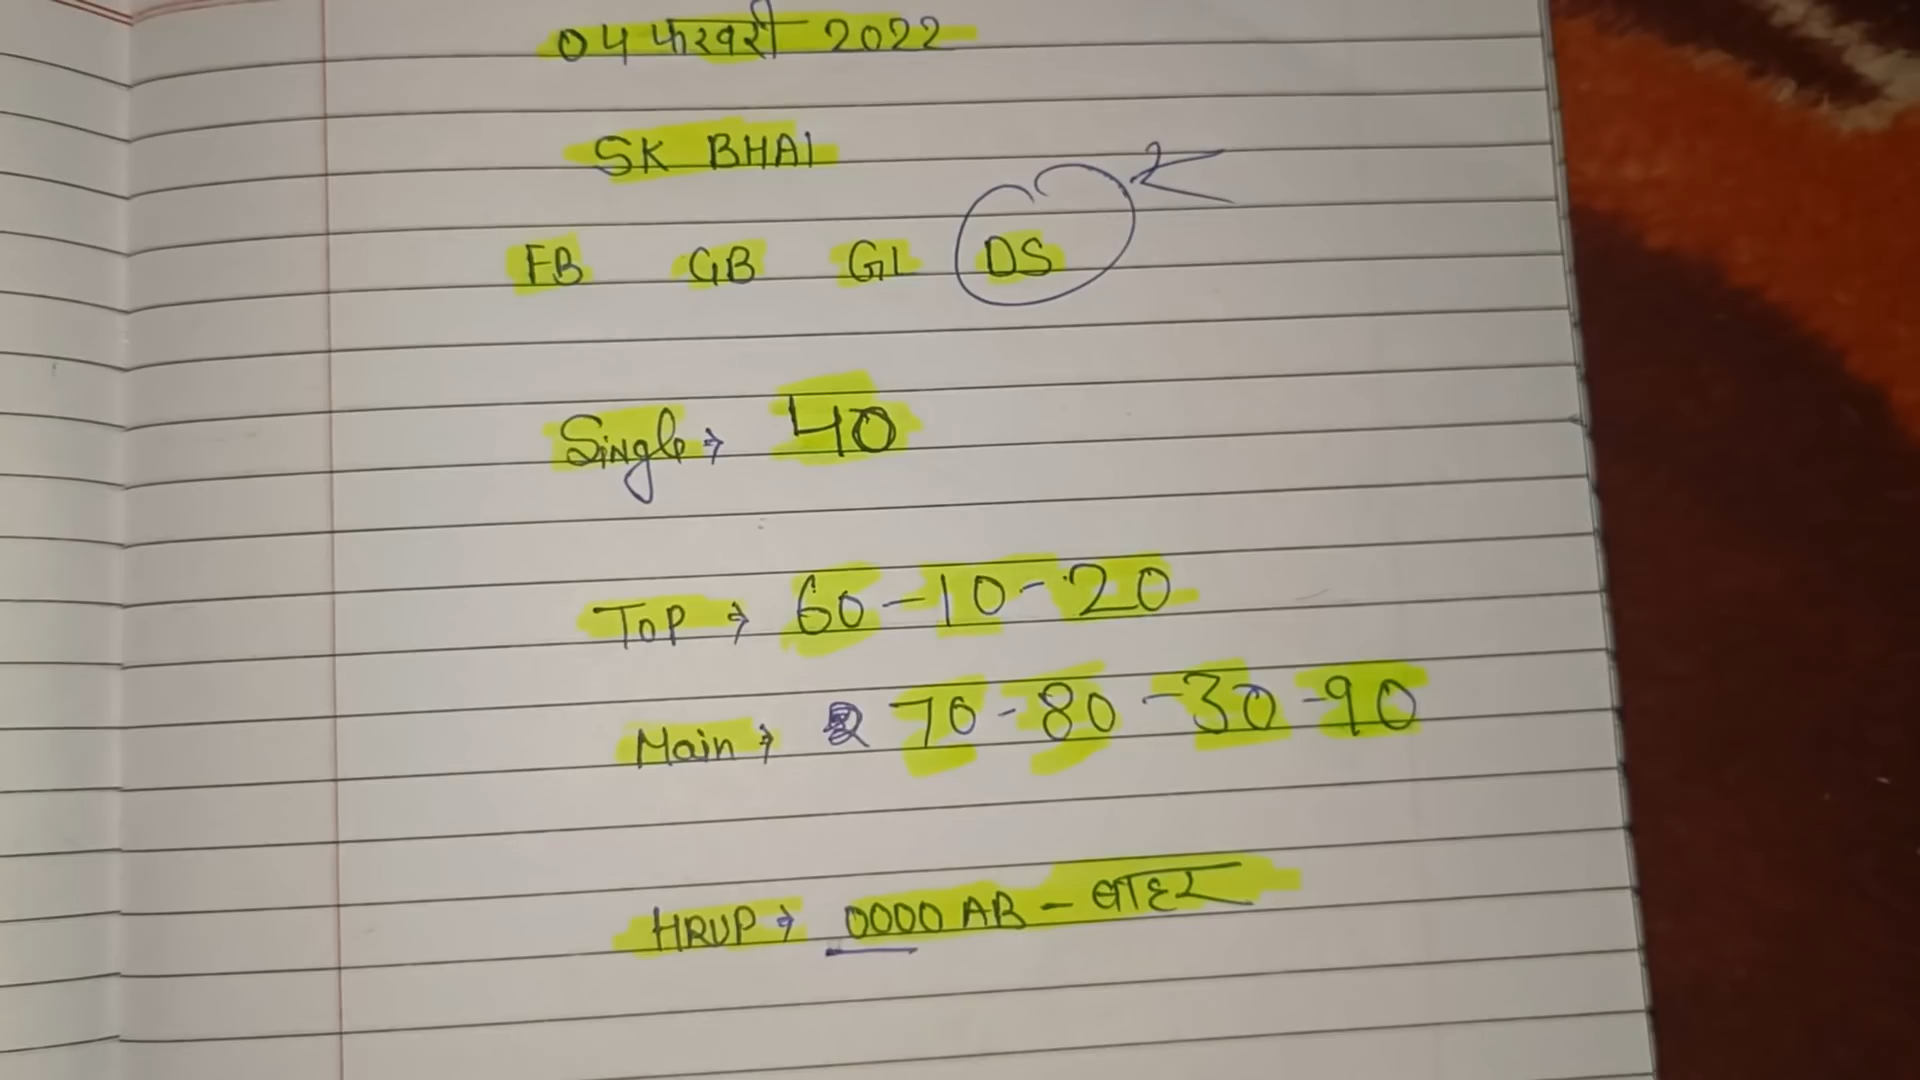 04 फरवरी 2022
SK BHAI
FB GB GL DS
Single → 40
TOP → 60-10-20
Main → 70-80-30-90
HRUP → 0000 AB - बाहर